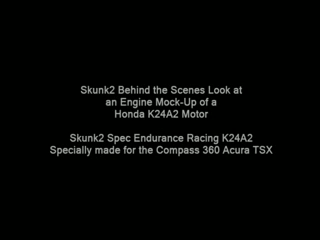 Skunk2 Behind the Scenes Look at
an Engine Mock-Up of a
Honda K24A2 Motor
Skunk2 Spec Endurance Racing K24A2
Specially made for the Compass 360 Acura TSX